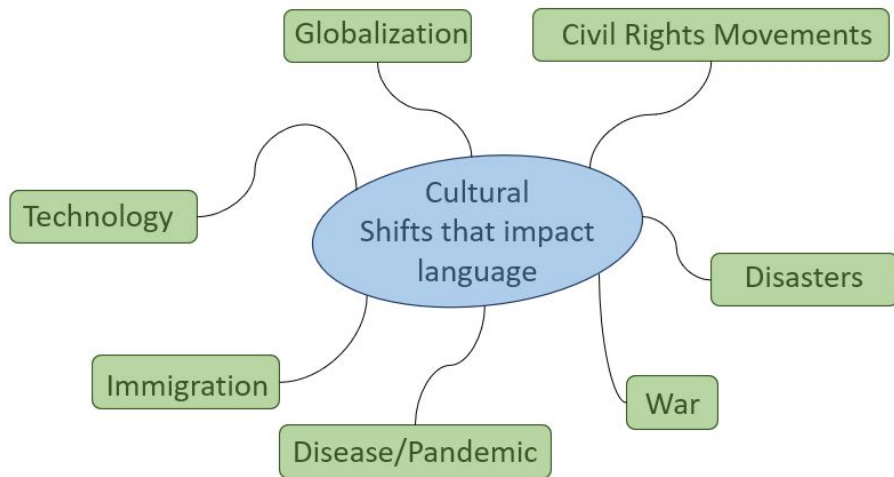 Globalization
Civil Rights Movements
Technology
Cultural
Shifts that impact
language
Disasters
Immigration
War
Disease/Pandemic